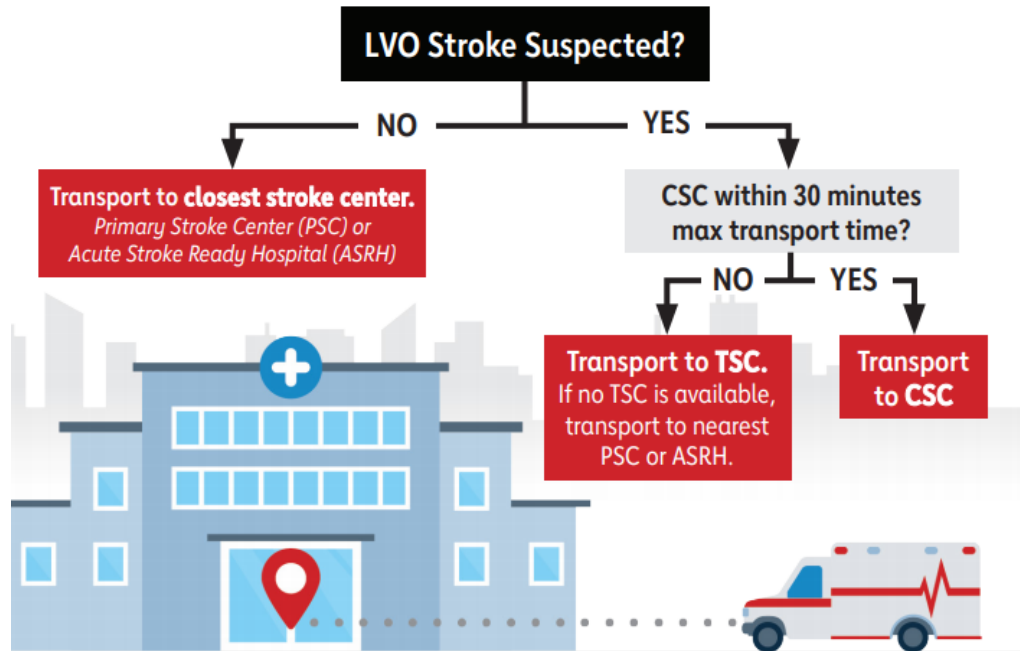 LVO Stroke Suspected?
NO
YES
Transport to closest stroke center.
Primary Stroke Center (PSC) or
Acute Stroke Ready Hospital (ASRH)
CSC within 30 minutes
max transport time?
NO
YES
Transport to TSC.
If no TSC is available,
transport to nearest
PSC or ASRH.
Transport
to CSC